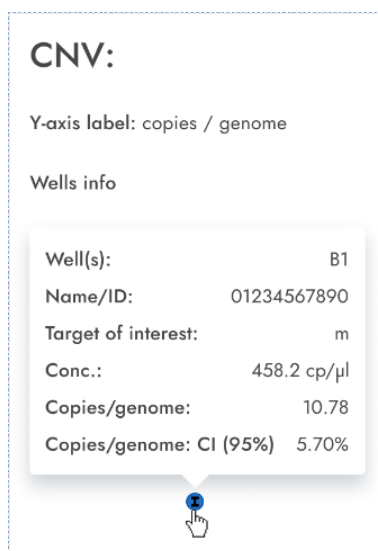 CNV:
Y-axis label: copies / genome
Wells info
Well(s): B1
Name/ID: 01234567890
Target of interest: m
Conc.: 458.2 cp/µl
Copies/genome: 10.78
Copies/genome: CI (95%) 5.70%